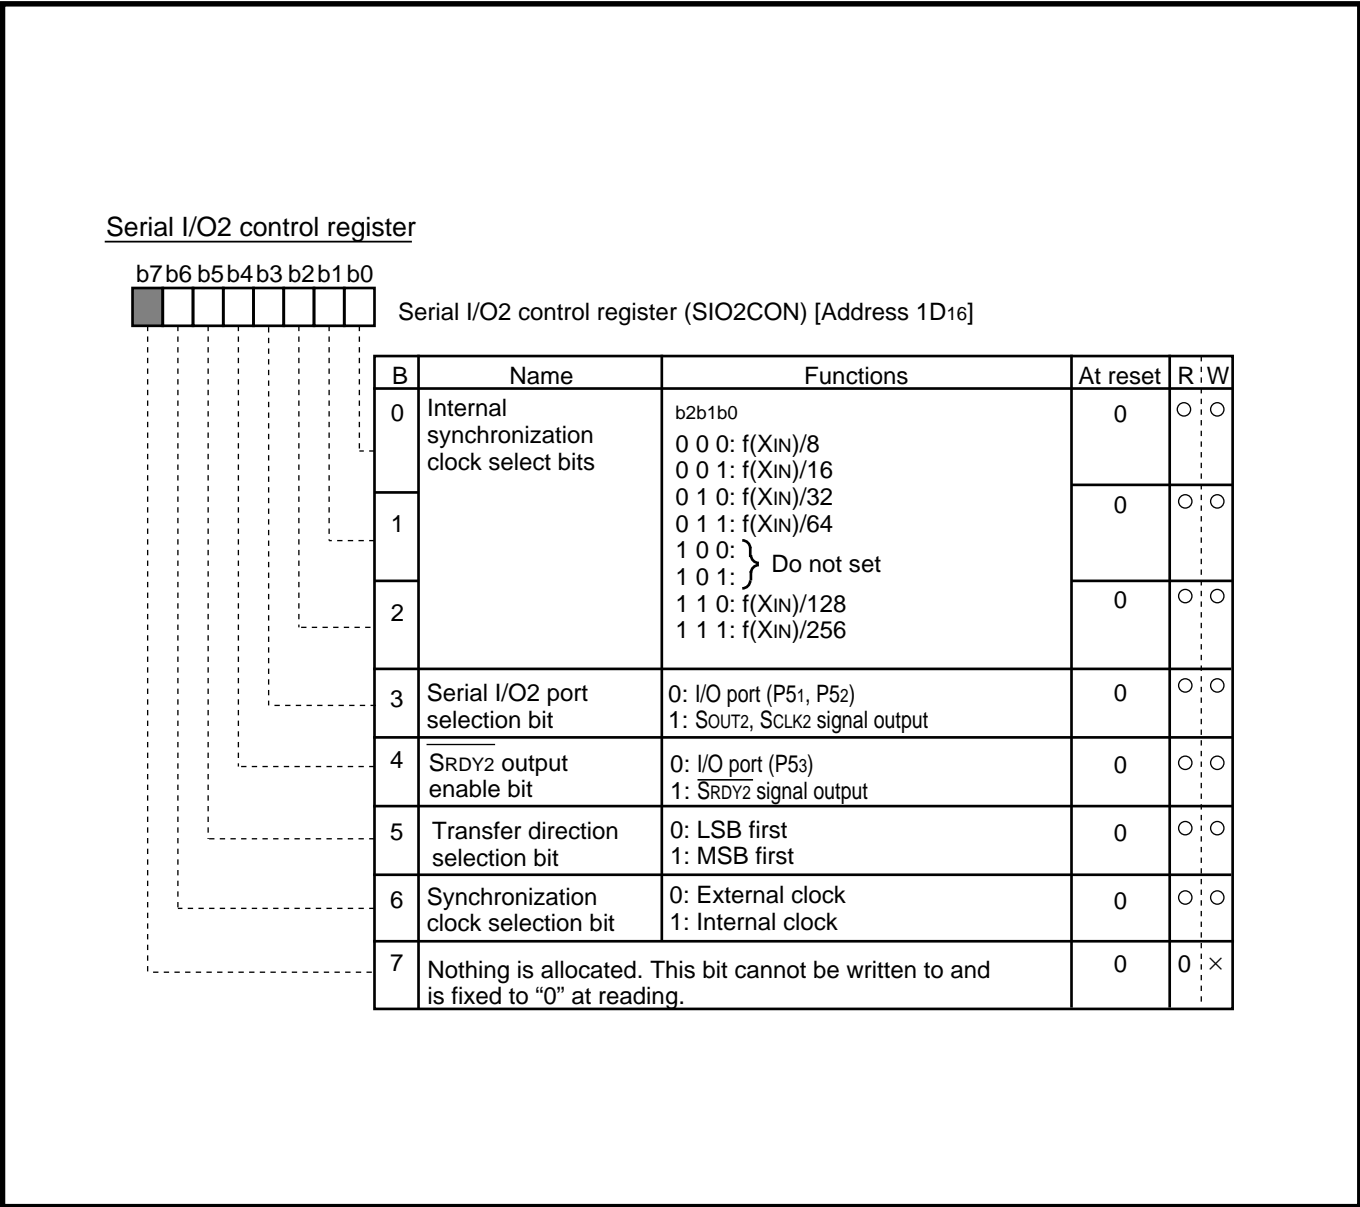 Serial I/O2 control register
b7 b6 b5 b4 b3 b2 b1 b0
Serial I/O2 control register (SIO2CON) [Address 1D16]
B Name Functions At reset R W
0 Internal synchronization clock select bits
b2b1b0
0 0 0: f(XIN)/8
0 0 1: f(XIN)/16
0 1 0: f(XIN)/32
0 1 1: f(XIN)/64
1 0 0:
1 0 1:
} Do not set
1 1 0: f(XIN)/128
1 1 1: f(XIN)/256
0 ○ ○
1 0 ○ ○
2 0 ○ ○
3 Serial I/O2 port selection bit
0: I/O port (P51, P52)
1: SOUT2, SCLK2 signal output
0 ○ ○
4 SRDY2 output enable bit
0: I/O port (P53)
1: SRDY2 signal output
0 ○ ○
5 Transfer direction selection bit
0: LSB first
1: MSB first
0 ○ ○
6 Synchronization clock selection bit
0: External clock
1: Internal clock
0 ○ ○
7 Nothing is allocated. This bit cannot be written to and
is fixed to “0” at reading.
0 0 ×